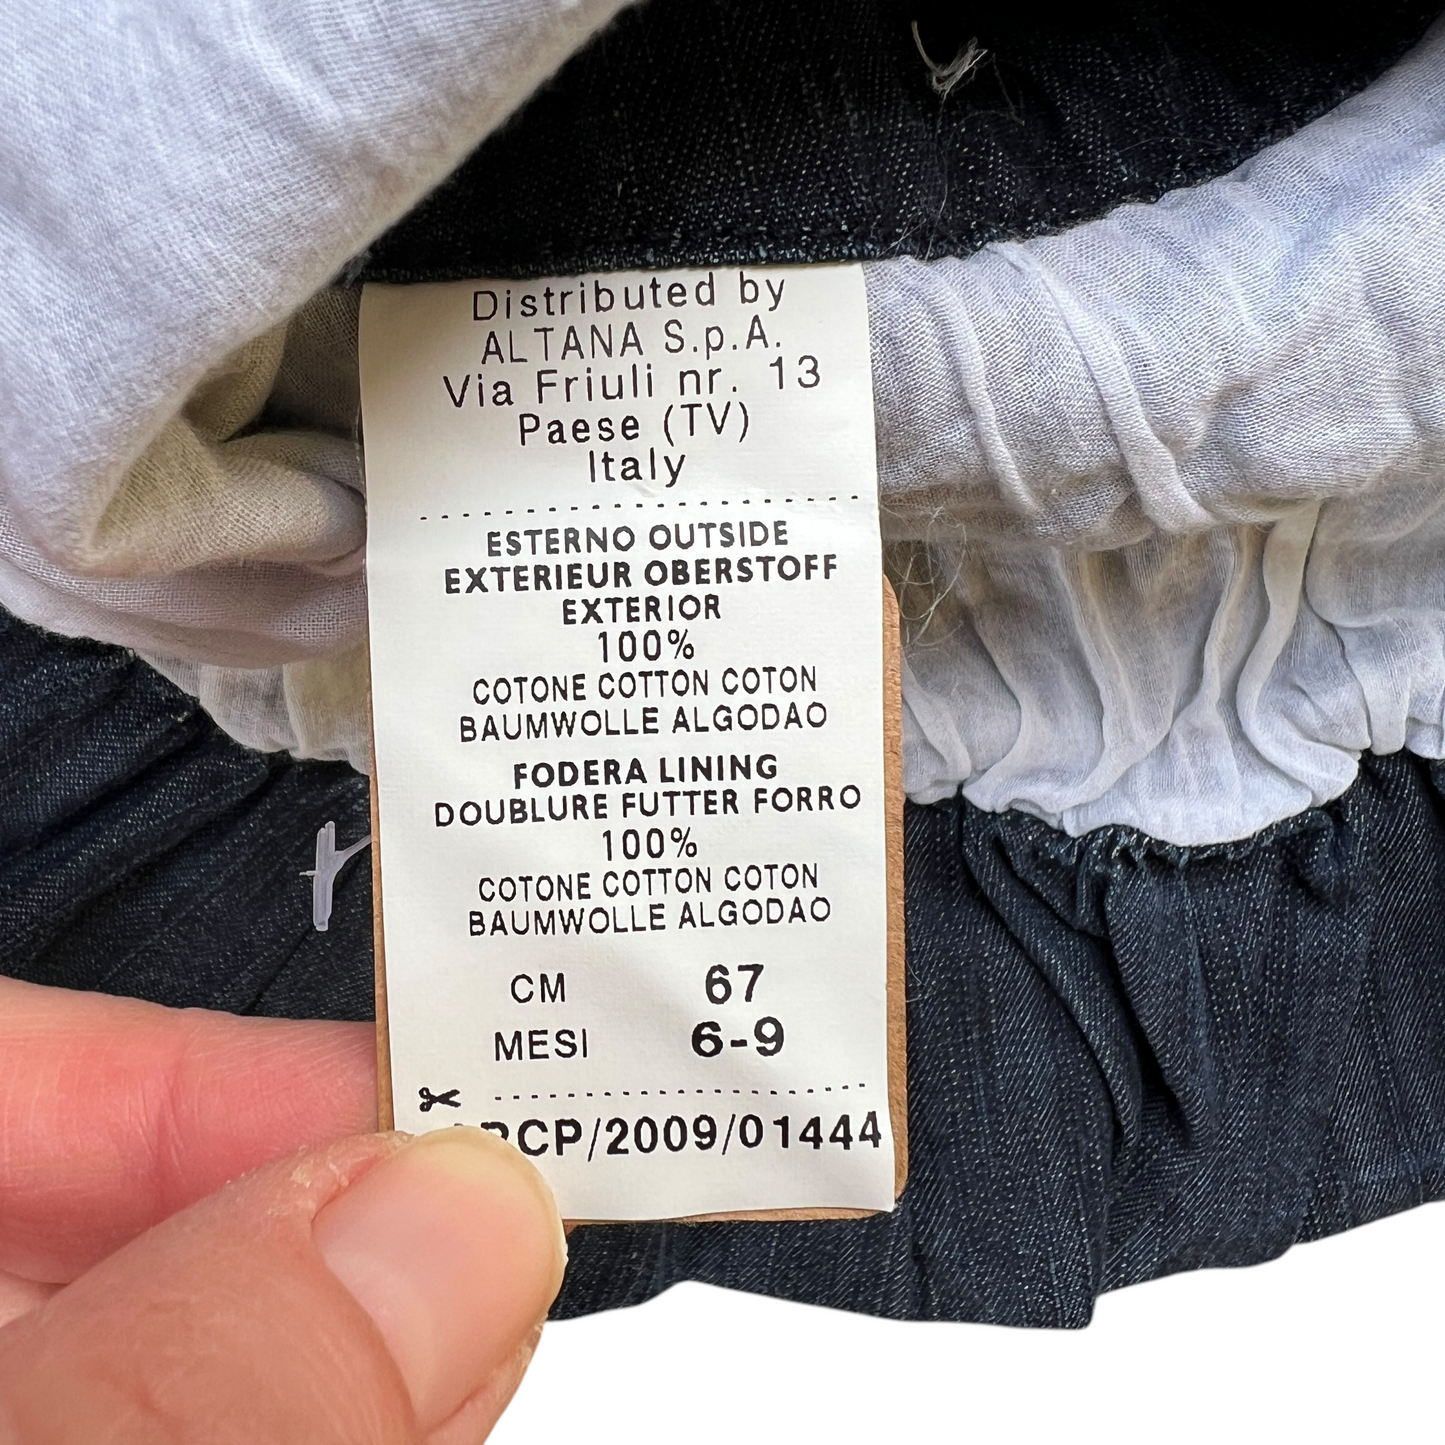 Distributed by
ALTANA S.p.A.
Via Friuli nr. 13
Paese (TV)
Italy
ESTERNO OUTSIDE
EXTERIEUR OBERSTOFF
EXTERIOR
100%
COTONE COTTON COTON
BAUMWOLLE ALGODAO
FODERA LINING
DOUBLURE FUTTER FORRO
100%
COTONE COTTON COTON
BAUMWOLLE ALGODAO
CM 67
MESI 6-9
CP/2009/01444